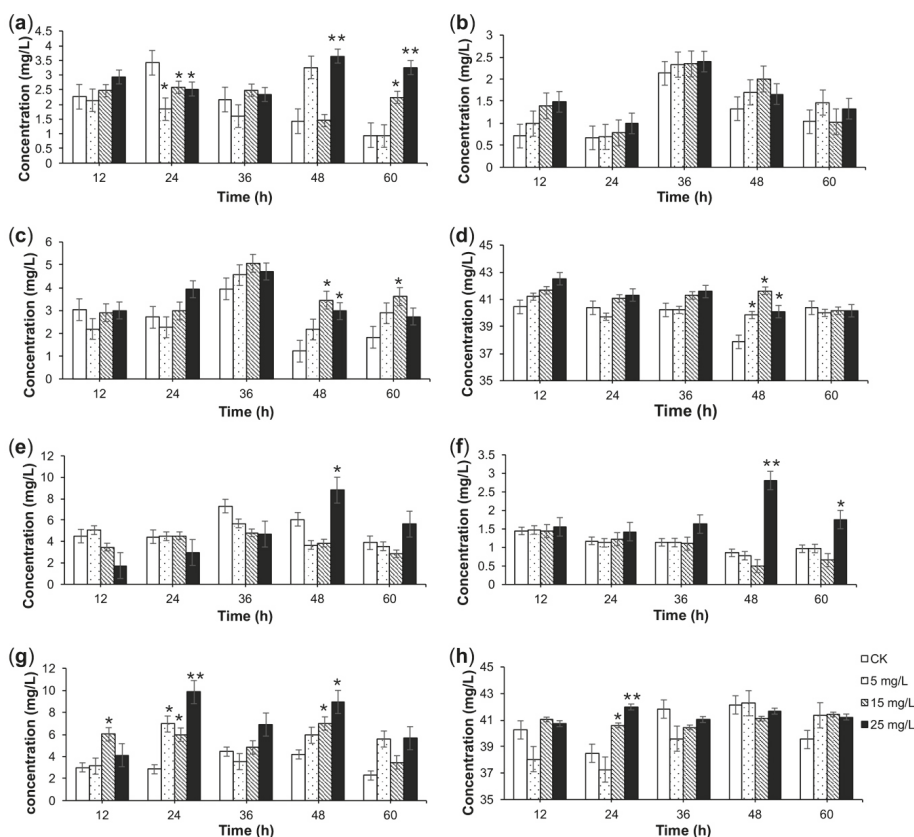 (a)
Concentration (mg/L)
4
3.5
3
2.5
2
1.5
1
0.5
0
* * *
**
* **
12 24 36 48 60
Time (h)
(b)
Concentration (mg/L)
3
2.5
2
1.5
1
0.5
0
12 24 36 48 60
Time (h)
(c)
Concentration (mg/L)
6
5
4
3
2
1
0
* *
*
12 24 36 48 60
Time (h)
(d)
Concentration (mg/L)
45
43
41
39
37
35
* * *
12 24 36 48 60
Time (h)
(e)
Concentration (mg/L)
12
10
8
6
4
2
0
*
12 24 36 48 60
Time (h)
(f)
Concentration (mg/L)
3.5
3
2.5
2
1.5
1
0.5
0
**
*
12 24 36 48 60
Time (h)
(g)
concentration (mg/L)
12
10
8
6
4
2
0
*
* * **
* *
12 24 36 48 60
Time (h)
(h)
Concentration (mg/L)
45
43
41
39
37
35
* **
12 24 36 48 60
Time (h)
CK
5 mg/L
15 mg/L
25 mg/L